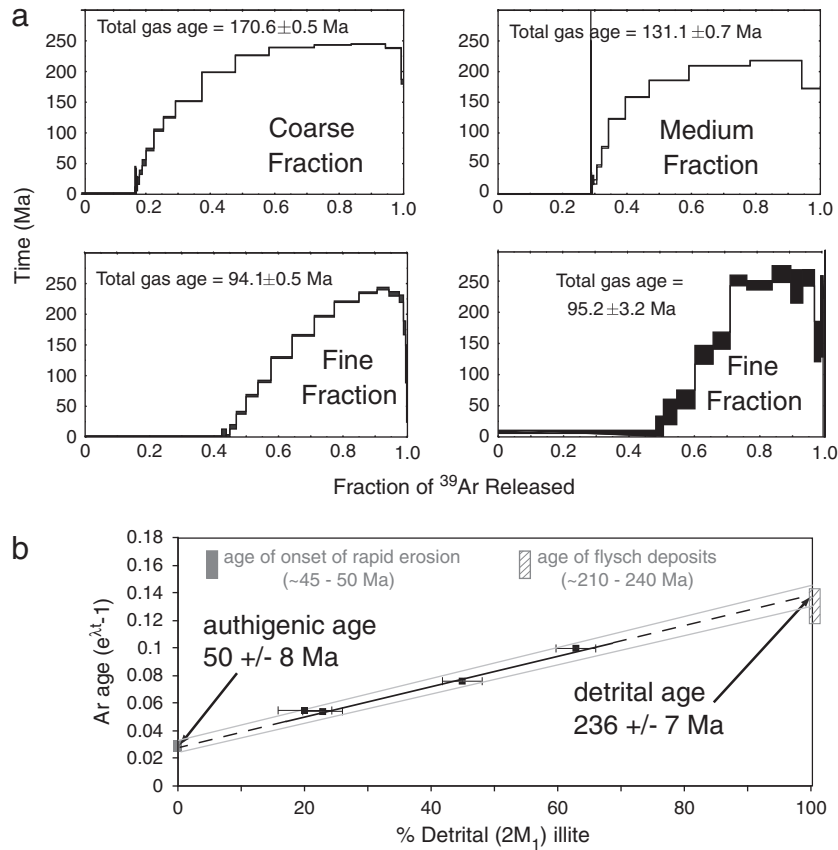 a
Total gas age = 170.6±0.5 Ma
Coarse
Fraction
250
200
150
100
50
0
0 0.2 0.4 0.6 0.8 1.0
Total gas age = 131.1±0.7 Ma
Medium
Fraction
250
200
150
100
50
0
0 0.2 0.4 0.6 0.8 1.0
Time (Ma)
Total gas age = 94.1±0.5 Ma
Fine
Fraction
250
200
150
100
50
0
0 0.2 0.4 0.6 0.8 1.0
Total gas age =
95.2±3.2 Ma
Fine
Fraction
250
200
150
100
50
0
0 0.2 0.4 0.6 0.8 1.0
Fraction of ³⁹Ar Released
b
0.18
0.16
0.14
0.12
0.1
0.08
0.06
0.04
0.02
0
Ar age (e^λt-1)
age of onset of rapid erosion
(~45 - 50 Ma)
age of flysch deposits
(~210 - 240 Ma)
authigenic age
50 +/- 8 Ma
detrital age
236 +/- 7 Ma
0 20 40 60 80 100
% Detrital (2M₁) illite